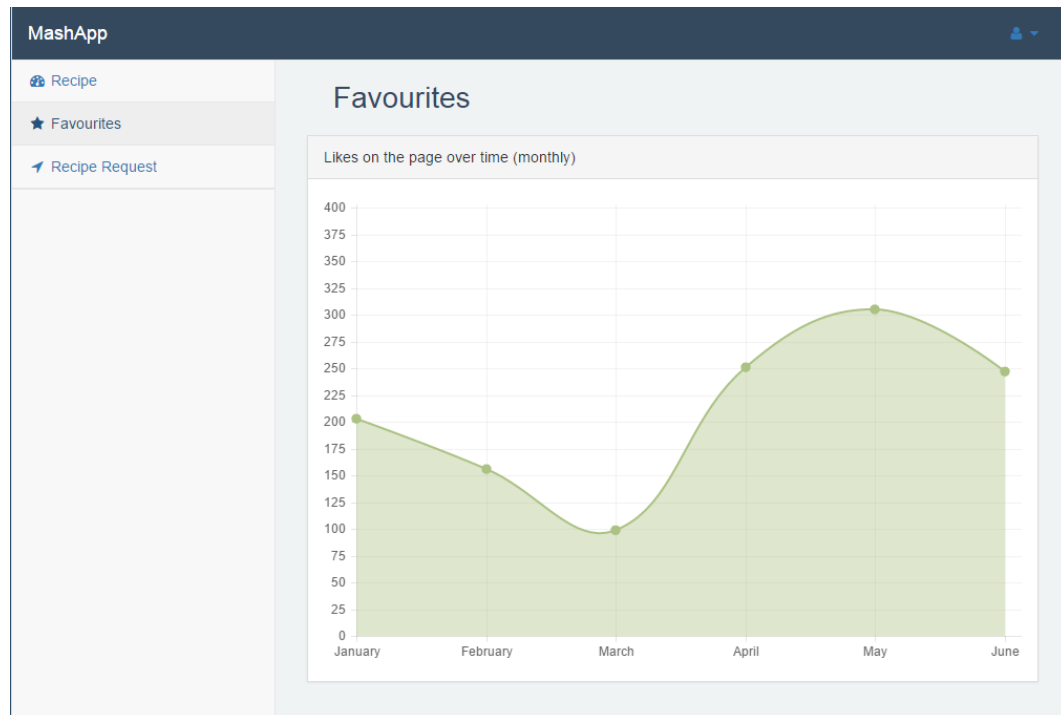 MashApp
Recipe
Favourites
Recipe Request
Favourites
Likes on the page over time (monthly)
400
375
350
325
300
275
250
225
200
175
150
125
100
75
50
25
0
January February March April May June